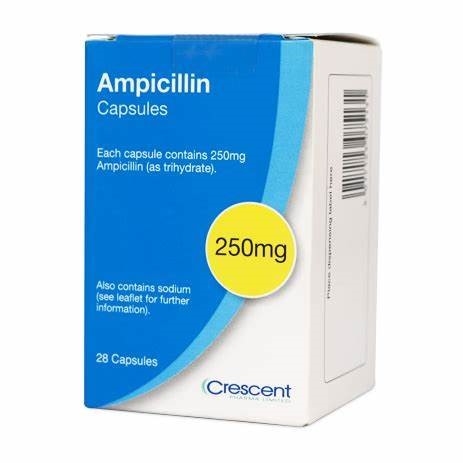 Ampicillin
Capsules
Each capsule contains 250mg
Ampicillin (as trihydrate).
250mg
Also contains sodium
(see leaflet for further
information).
28 Capsules
Crescent
PHARMA LIMITED
Place dispensing label here